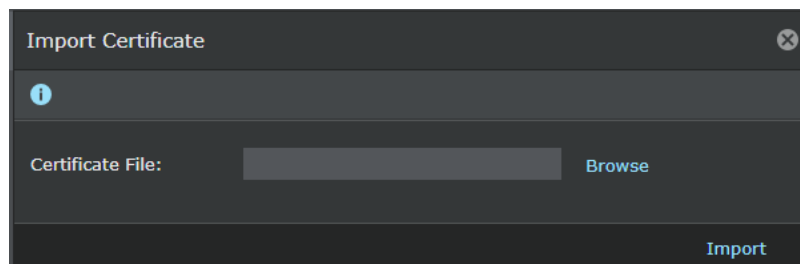 Import Certificate
Certificate File:
Browse
Import